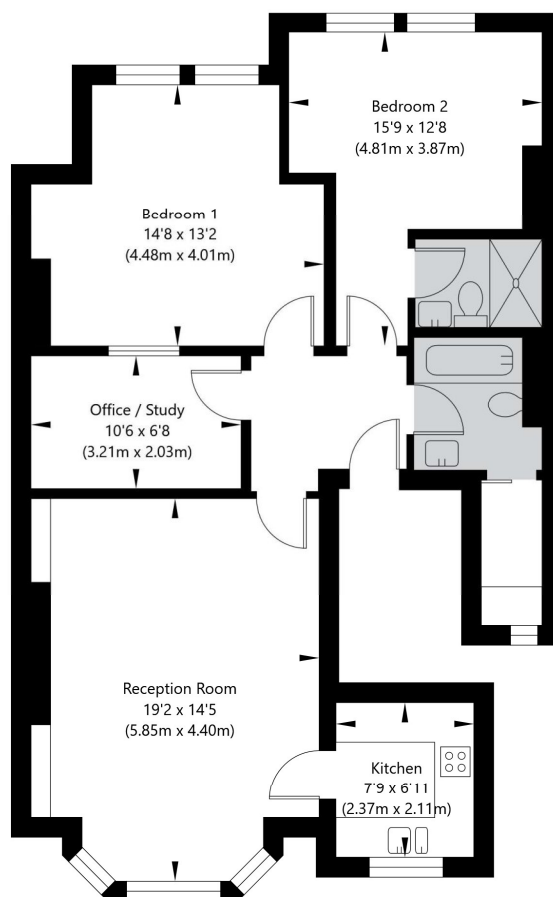 Bedroom 2
15'9 x 12'8
(4.81m x 3.87m)
Bedroom 1
14'8 x 13'2
(4.48m x 4.01m)
Office / Study
10'6 x 6'8
(3.21m x 2.03m)
Reception Room
19'2 x 14'5
(5.85m x 4.40m)
Kitchen
7'9 x 6'11
(2.37m x 2.11m)